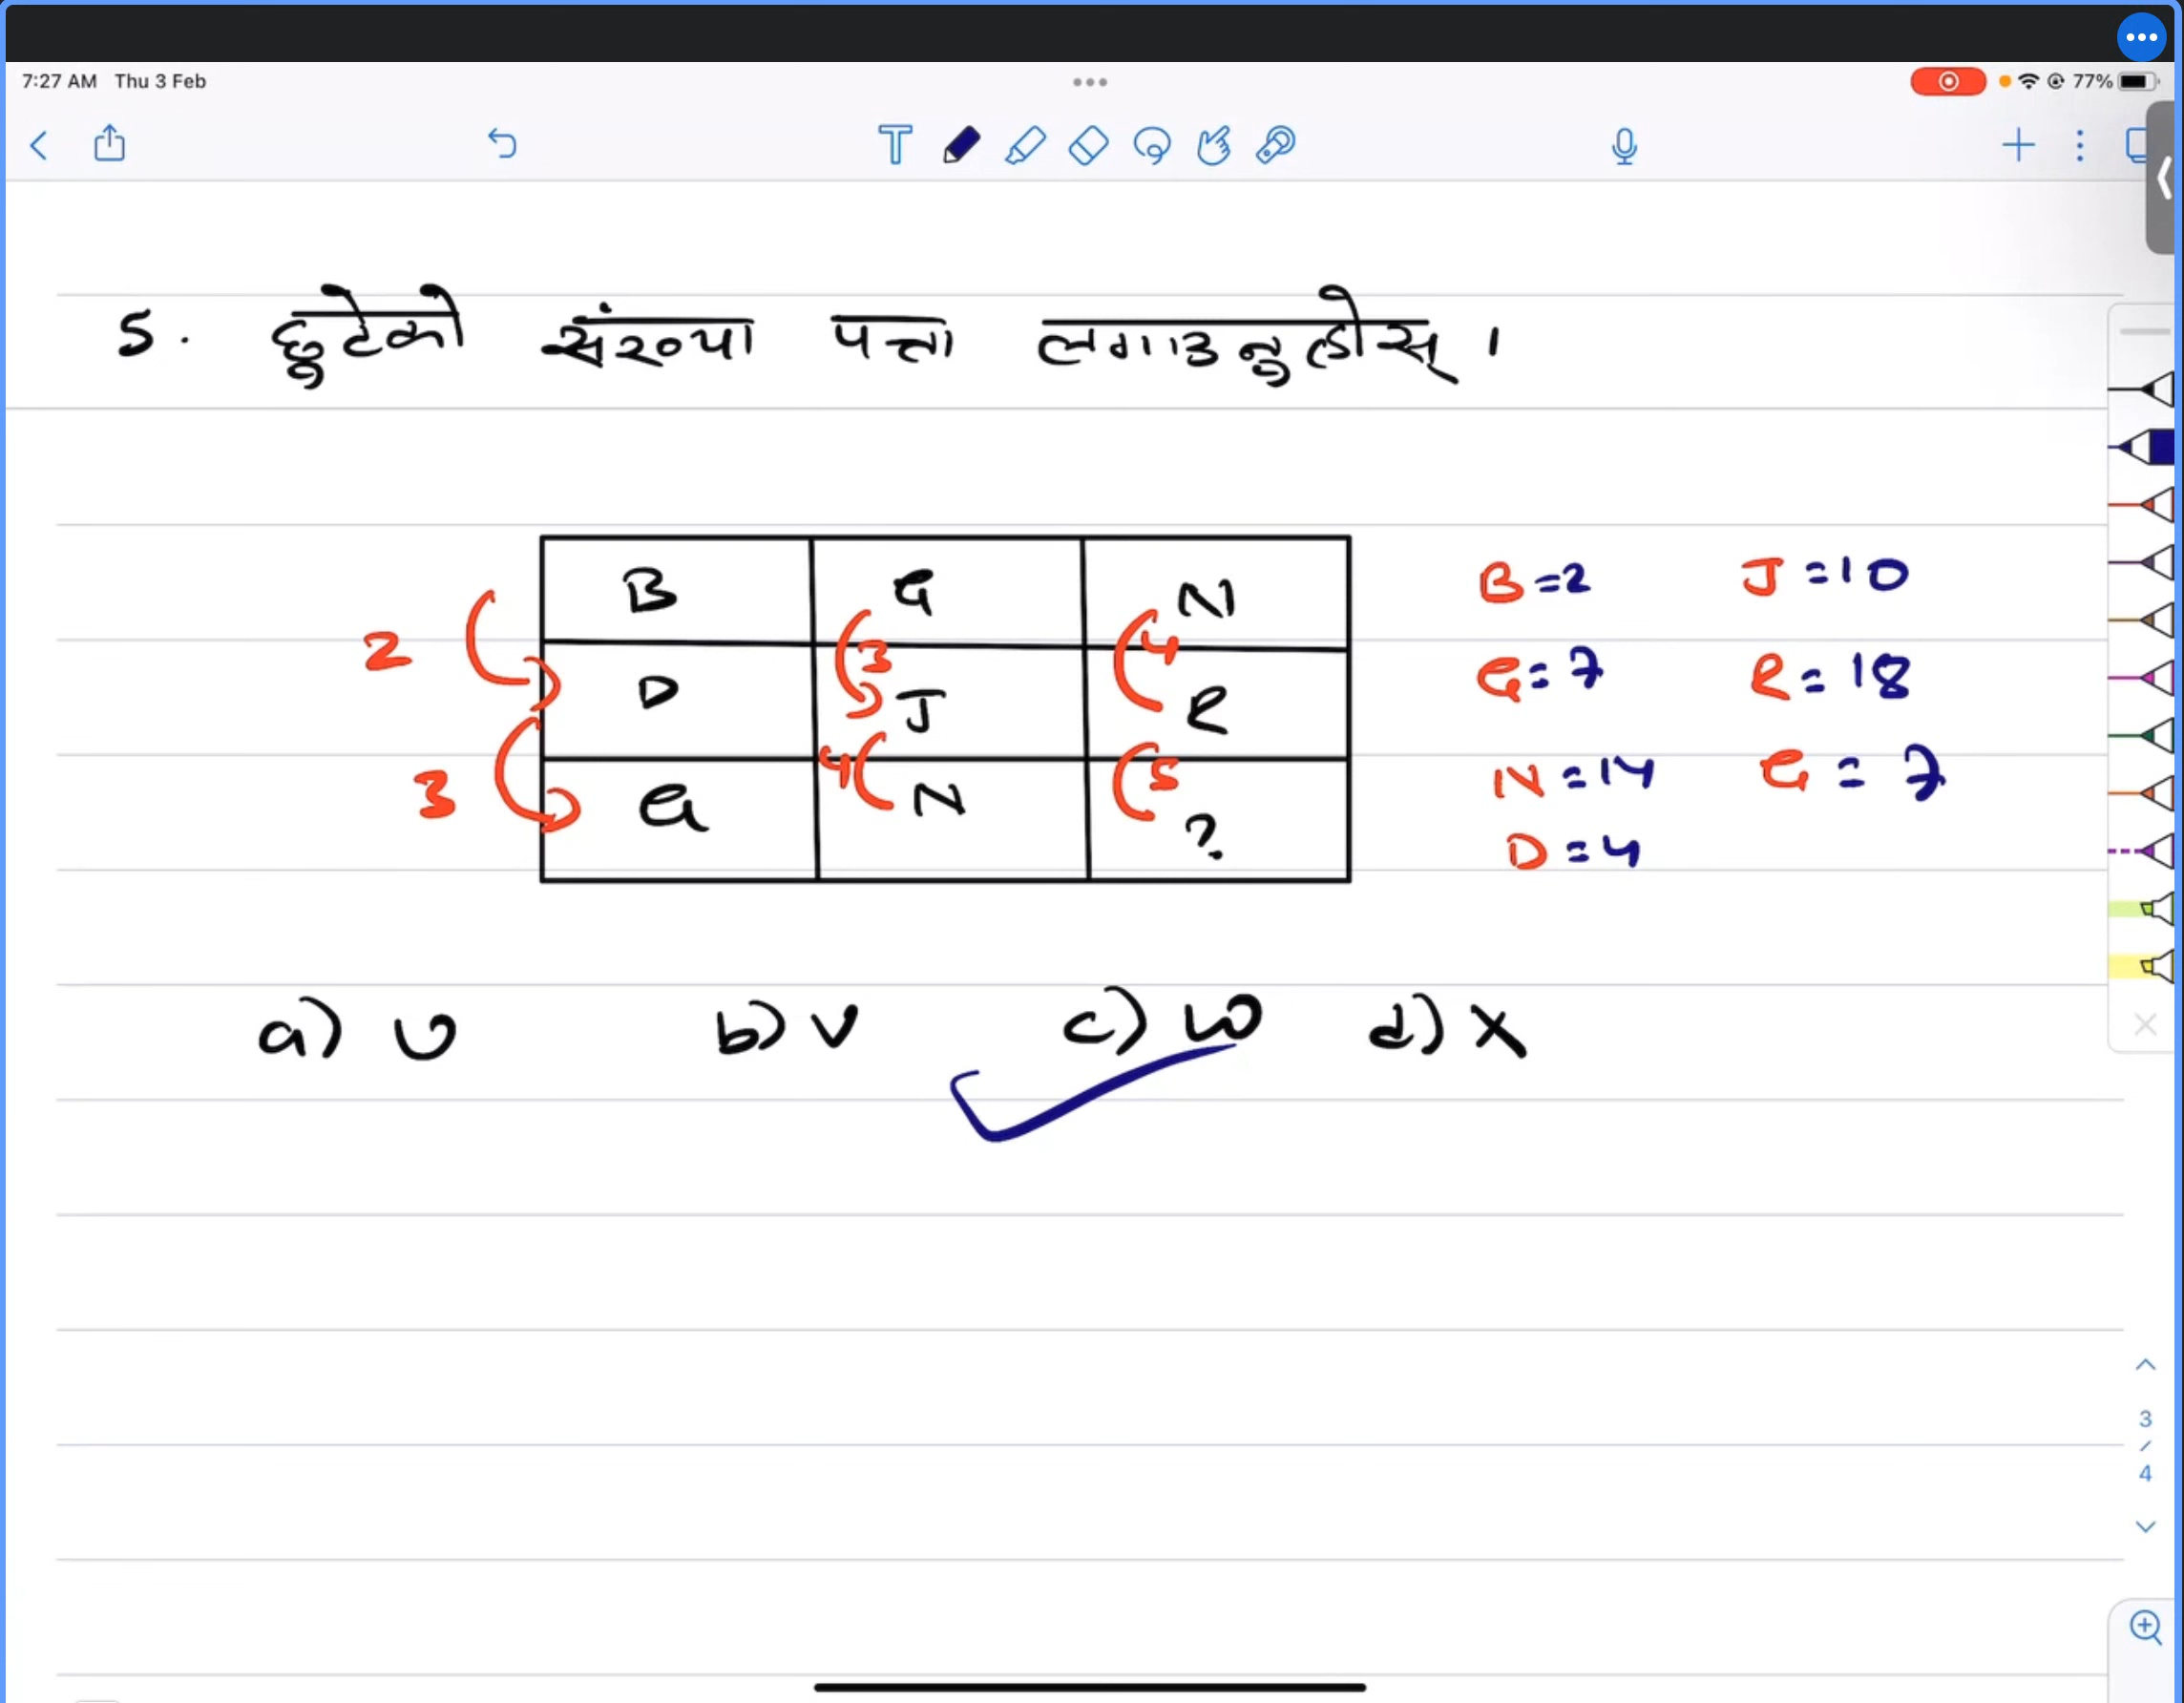 7:27 AM Thu 3 Feb
77%
5. छुटेको संख्या पत्ता लगाउनुहोस् ।
B G N
2 3 4
D J R
3 4 5
G N ?
B=2 J=10
G=7 R=18
N=14 G=7
D=4
a) U b) V c) W d) X
3
/
4